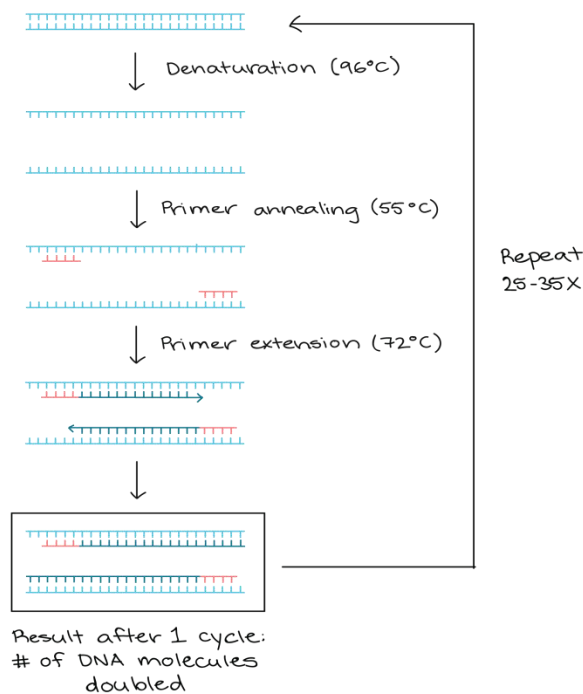 Denaturation (96°C)
Primer annealing (55°C)
Repeat
25-35X
Primer extension (72°C)
Result after 1 cycle:
# of DNA molecules
doubled